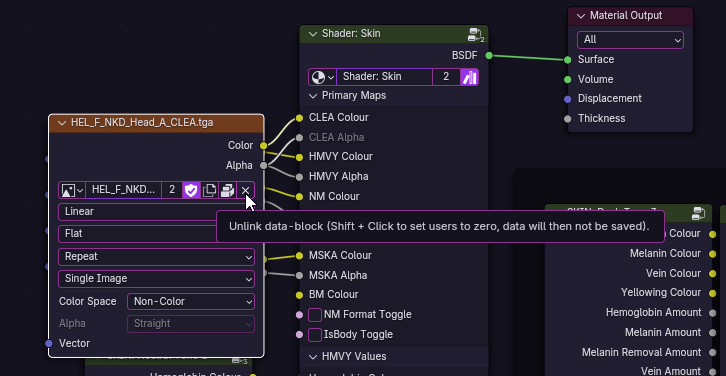 Material Output
All
Surface
Volume
Displacement
Thickness
Shader: Skin
2
BSDF
Shader: Skin
2
Primary Maps
CLEA Colour
CLEA Alpha
HMVY Colour
HMVY Alpha
NM Colour
MSKA Colour
MSKA Alpha
BM Colour
NM Format Toggle
IsBody Toggle
HMVY Values
HEL_F_NKD_Head_A_CLEA.tga
Color
Alpha
HEL_F_NKD...
2
Linear
Flat
Repeat
Single Image
Color Space
Non-Color
Alpha
Straight
Vector
Unlink data-block (Shift + Click to set users to zero, data will then not be saved).
Colour
Melanin Colour
Vein Colour
Yellowing Colour
Hemoglobin Amount
Melanin Amount
Melanin Removal Amount
Vein Amount